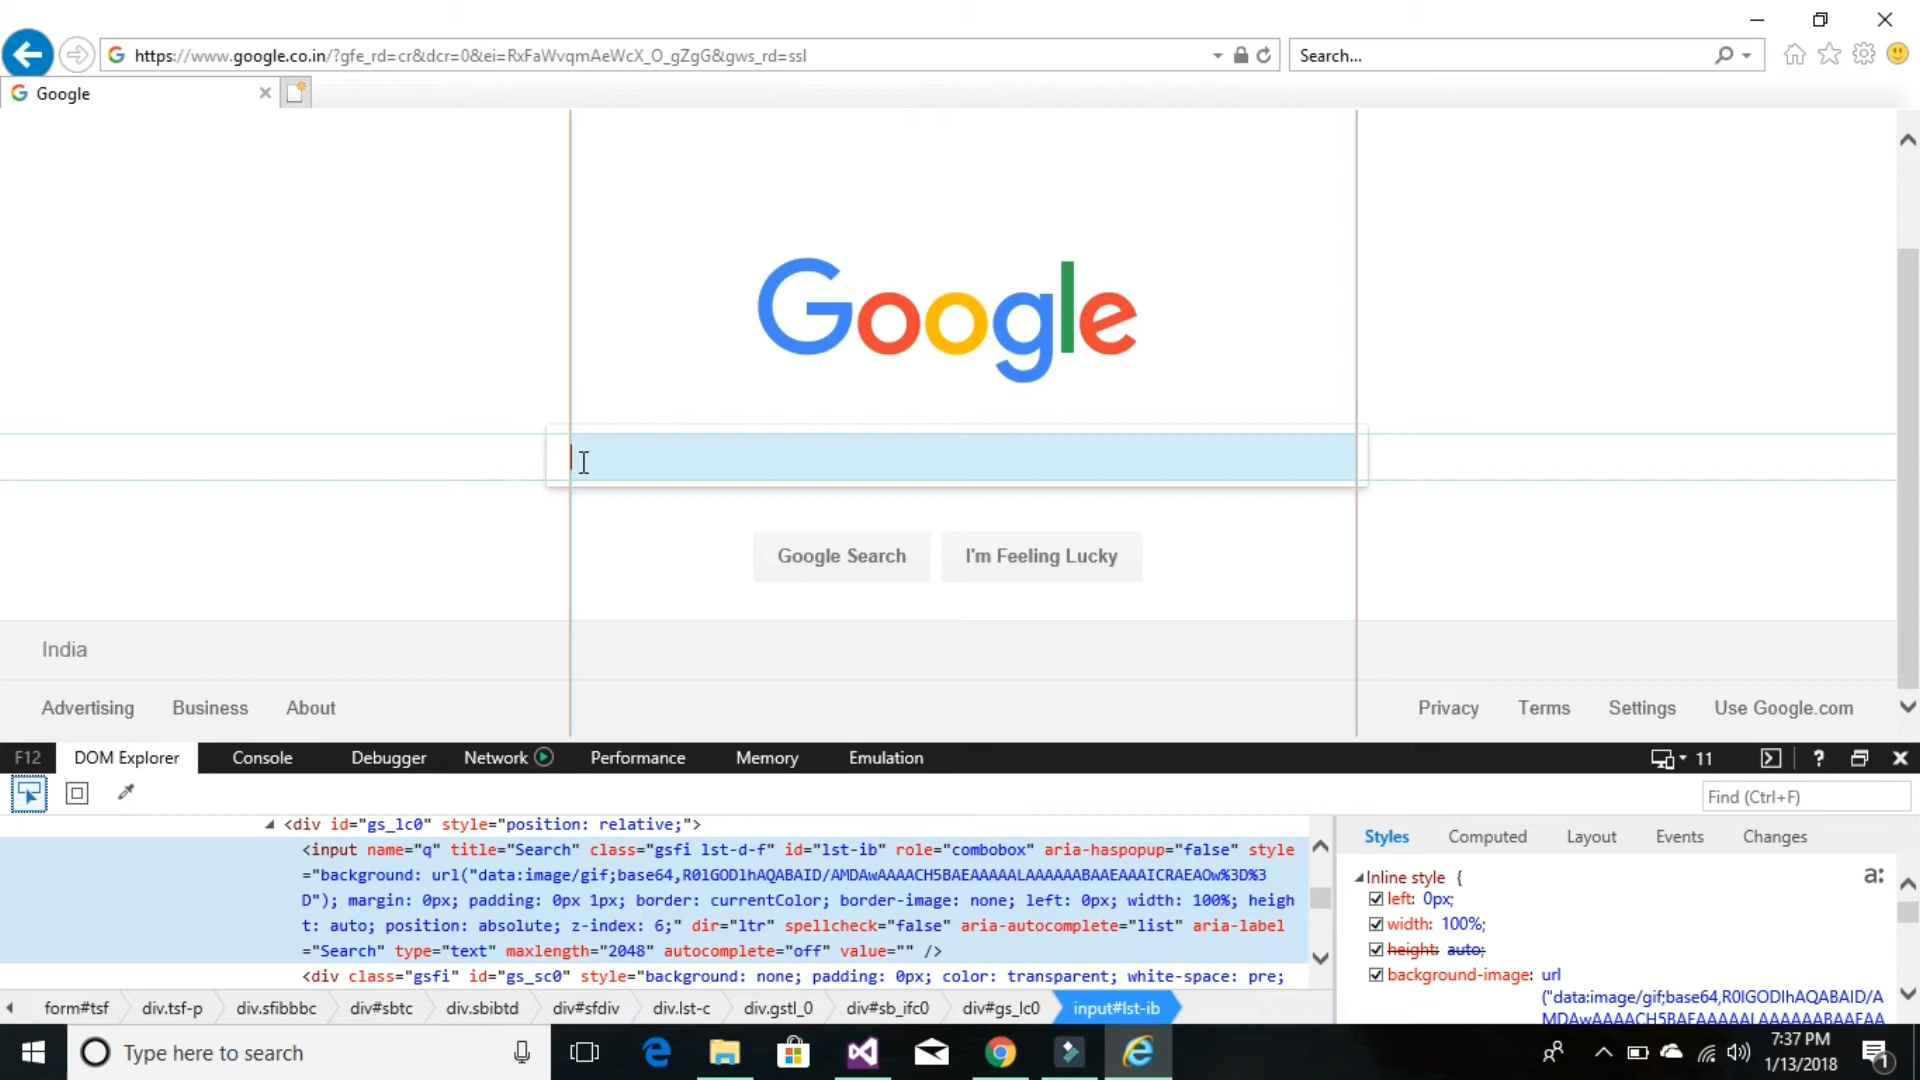 https://www.google.co.in/?gfe_rd=cr&dcr=0&ei=RxFaWvqmAeWcX_O_gZgG&gws_rd=ssl
Search...
Google
Google
Google Search
I'm Feeling Lucky
India
Advertising
Business
About
Privacy
Terms
Settings
Use Google.com
F12
DOM Explorer
Console
Debugger
Network
Performance
Memory
Emulation
11
?
Find (Ctrl+F)
<div id="gs_lc0" style="position: relative;">
<input name="q" title="Search" class="gsfi lst-d-f" id="lst-ib" role="combobox" aria-haspopup="false" style
="background: url("data:image/gif;base64,R0lGODlhAQABAID/AMDAwAAAACH5BAEAAAAALAAAAAABAAEAAAICRAEAOw%3D%3
D"); margin: 0px; padding: 0px 1px; border: currentColor; border-image: none; left: 0px; width: 100%; heigh
t: auto; position: absolute; z-index: 6;" dir="ltr" spellcheck="false" aria-autocomplete="list" aria-label
="Search" type="text" maxlength="2048" autocomplete="off" value="" />
<div class="gsfi" id="gs_sc0" style="background: none; padding: 0px; color: transparent; white-space: pre;
form#tsf
div.tsf-p
div.sfibbbc
div#sbtc
div.sbibtd
div#sfdiv
div.lst-c
div.gstl_0
div#sb_ifc0
div#gs_lc0
input#lst-ib
Styles
Computed
Layout
Events
Changes
Inline style {
a:
left: 0px;
width: 100%;
height: auto;
background-image: url
("data:image/gif;base64,R0lGODlhAQABAID/A
MDAwAAAACH5BAEAAAAALAAAAAABAAEAA
Type here to search
7:37 PM
1/13/2018
1